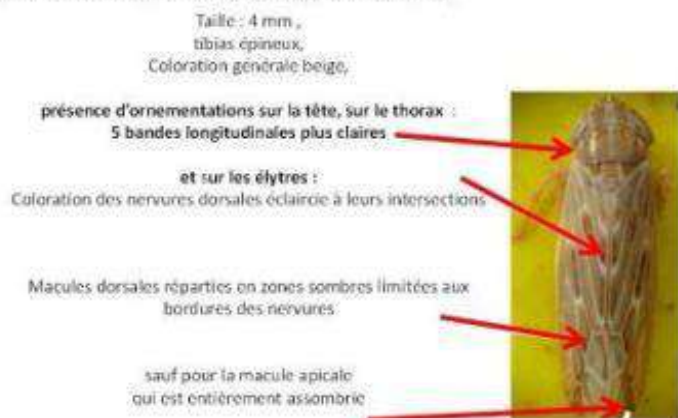 Taille : 4 mm ,
tibias épineux,
Coloration générale beige,
présence d'ornementations sur la tête, sur le thorax :
5 bandes longitudinales plus claires
et sur les élytres :
Coloration des nervures dorsales éclaircie à leurs intersections
Macules dorsales réparties en zones sombres limitées aux
bordures des nervures
sauf pour la macule apicale
qui est entièrement assombrie